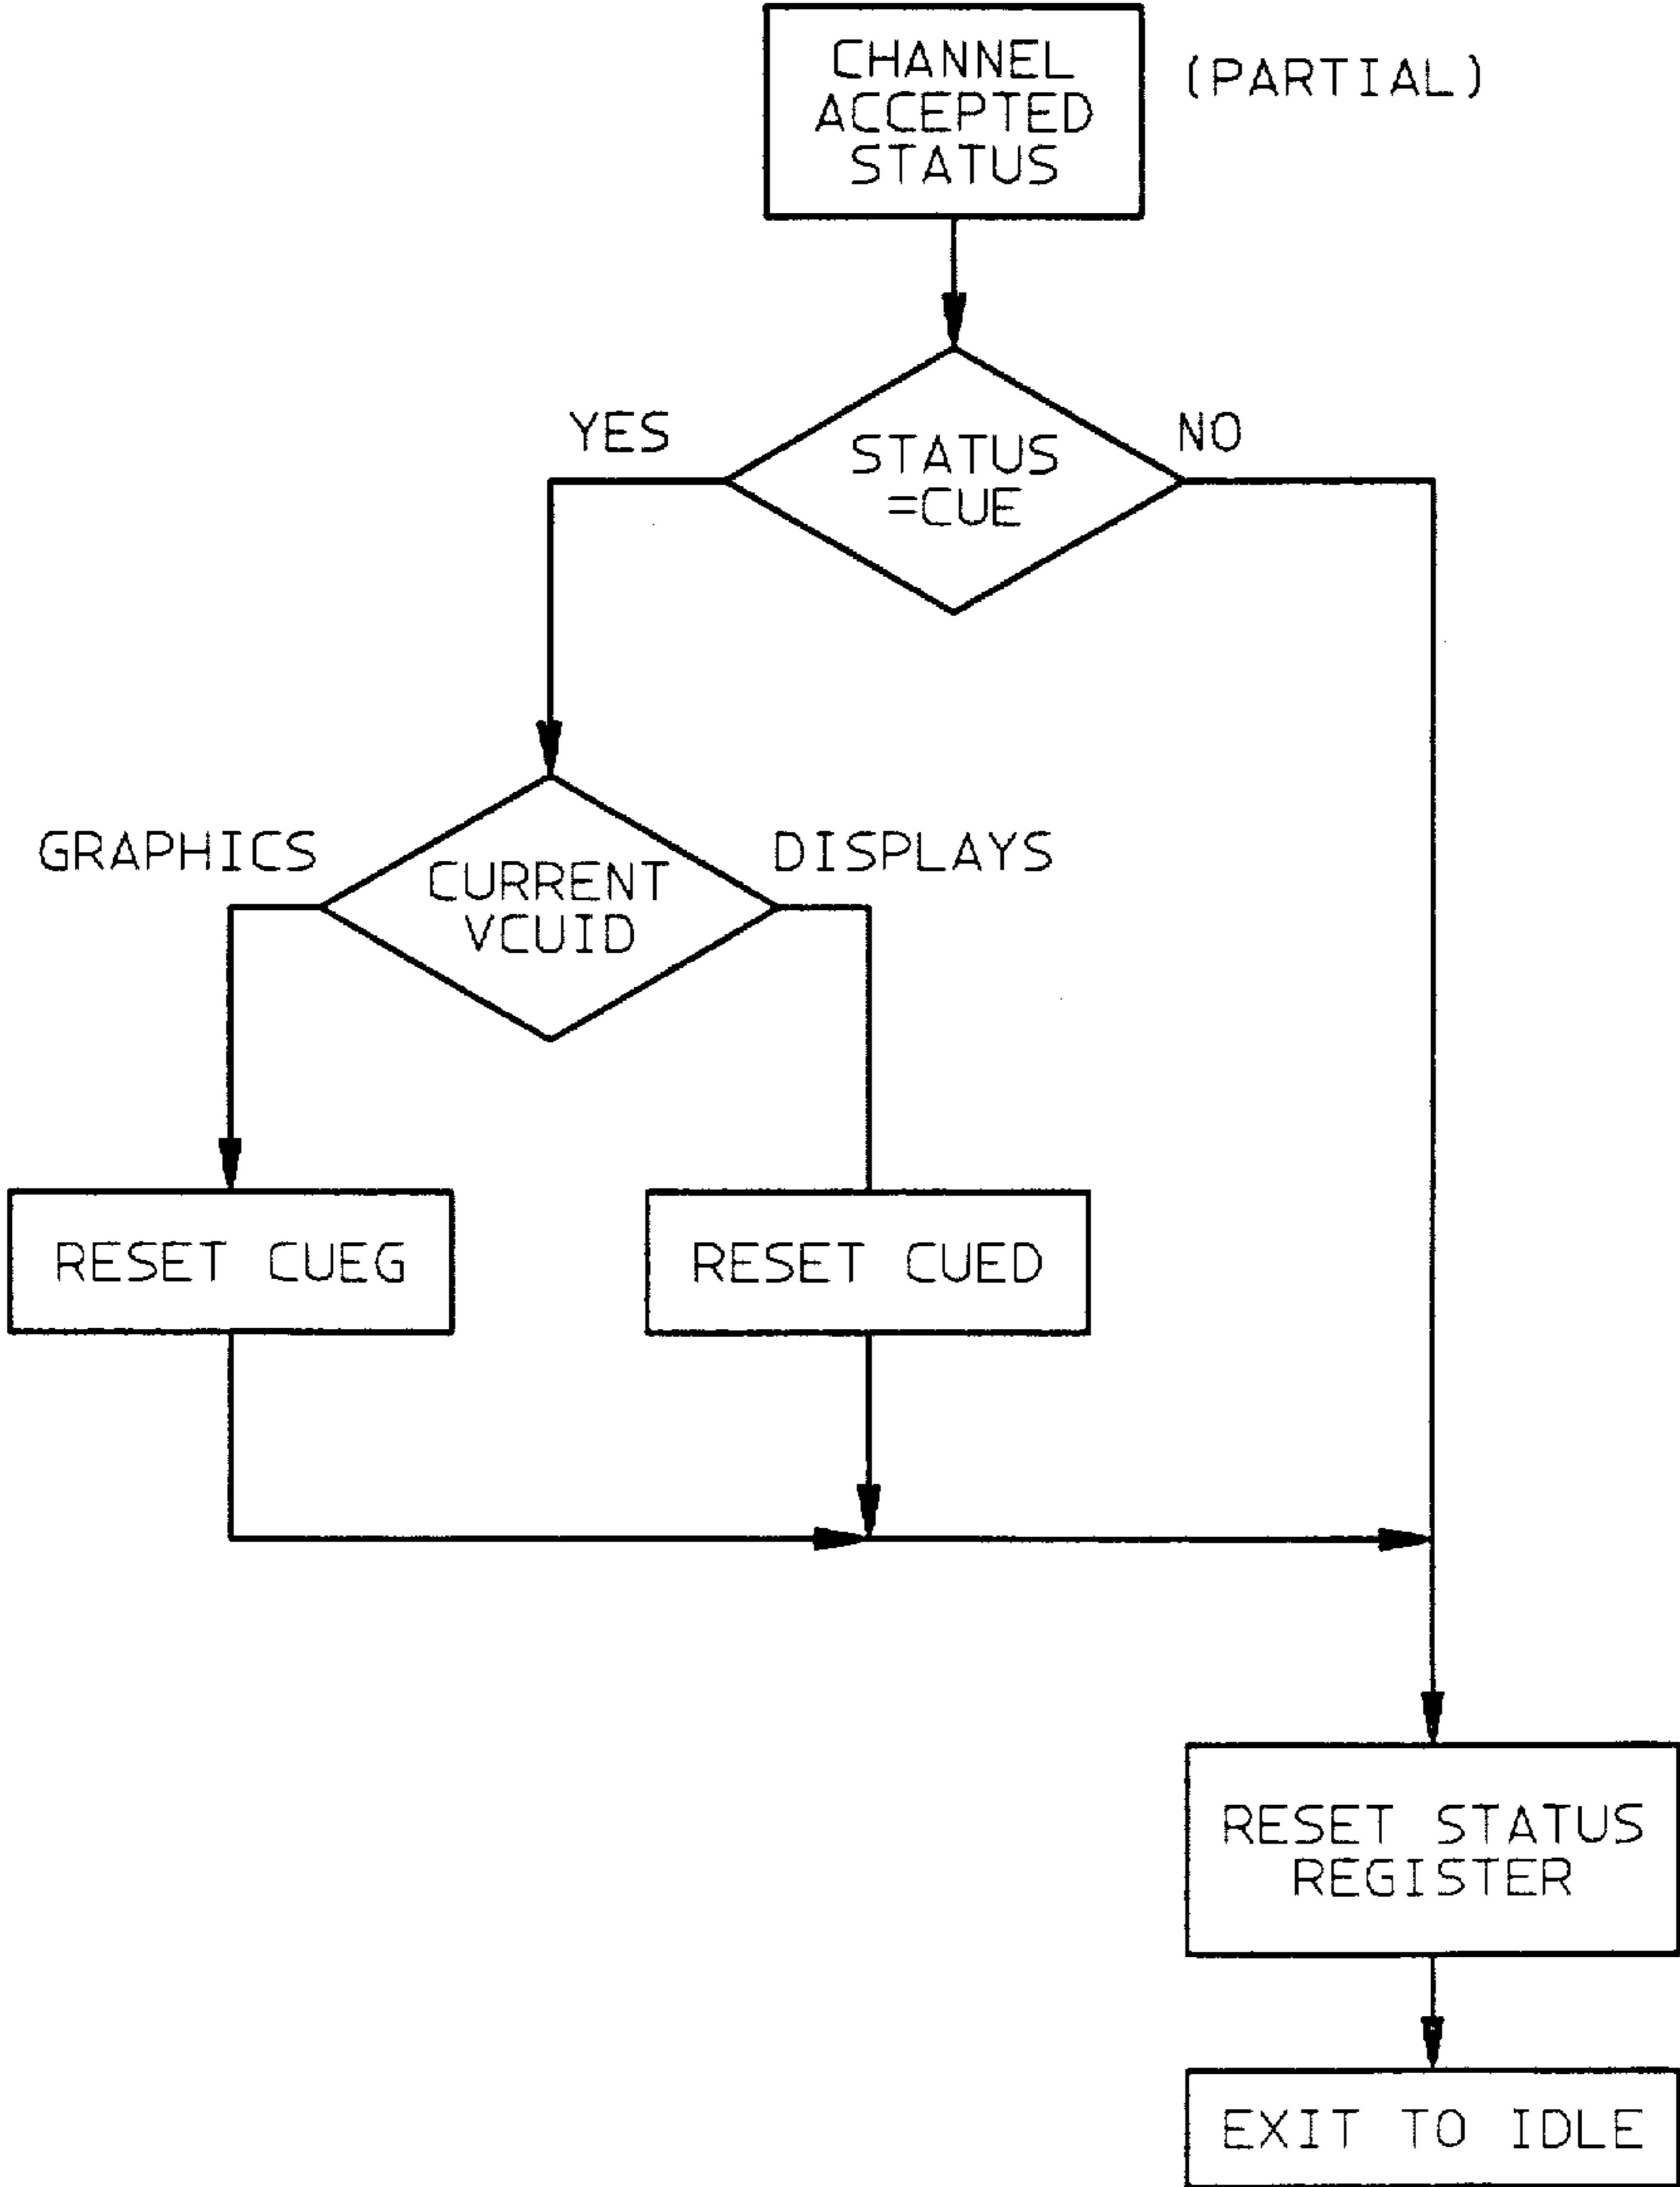 CHANNEL
ACCEPTED
STATUS
(PARTIAL)
YES
NO
STATUS
=CUE
GRAPHICS
DISPLAYS
CURRENT
VCUID
RESET CUEG
RESET CUED
RESET STATUS
REGISTER
EXIT TO IDLE